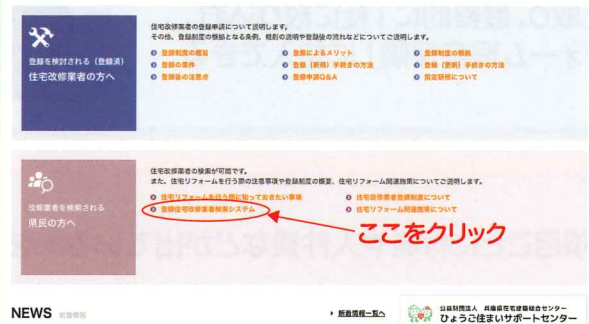 住宅改修業者の登録申請について説明します。
その他、登録制度の根拠となる条例、規則の説明や登録後の流れなどについてご説明します。
登録を検討される（登録済）
住宅改修業者の方へ
登録制度の概要
登録によるメリット
登録制度の根拠
登録の要件
登録（新規）手続きの方法
登録（更新）手続きの方法
登録後の注意点
登録申請Q&A
指定研修について
住宅改修業者の検索が可能です。
また、住宅リフォームを行う際の注意事項や登録制度の概要、住宅リフォーム関連施策についてご説明します。
改修業者を検索される
県民の方へ
住宅リフォームを行う際に知っておきたい事項
住宅改修業者登録制度について
登録住宅改修業者検索システム
住宅リフォーム関連施策について
ここをクリック
NEWS 新着情報
新着情報一覧へ
公益財団法人 兵庫県住宅建築総合センター
ひょうご住まいサポートセンター